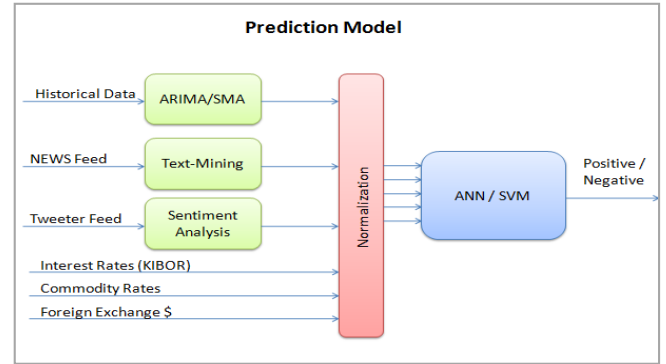 Prediction Model
Historical Data
ARIMA/SMA
NEWS Feed
Text-Mining
Tweeter Feed
Sentiment
Analysis
Interest Rates (KIBOR)
Commodity Rates
Foreign Exchange $
Normalization
ANN / SVM
Positive /
Negative